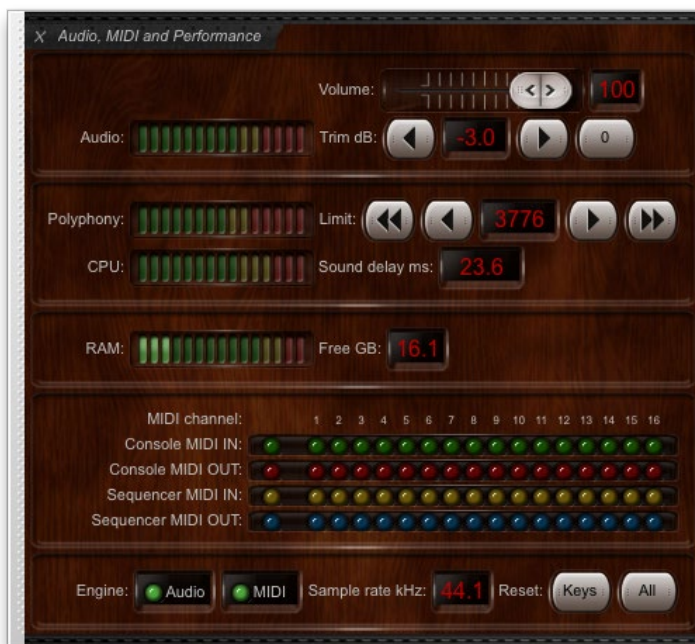 X Audio, MIDI and Performance
Volume: < > 100
Audio: Trim dB: -3.0 0
Polyphony: Limit: 3776
CPU: Sound delay ms: 23.6
RAM: Free GB: 16.1
MIDI channel: 1 2 3 4 5 6 7 8 9 10 11 12 13 14 15 16
Console MIDI IN:
Console MIDI OUT:
Sequencer MIDI IN:
Sequencer MIDI OUT:
Engine: Audio MIDI Sample rate kHz: 44.1 Reset: Keys All